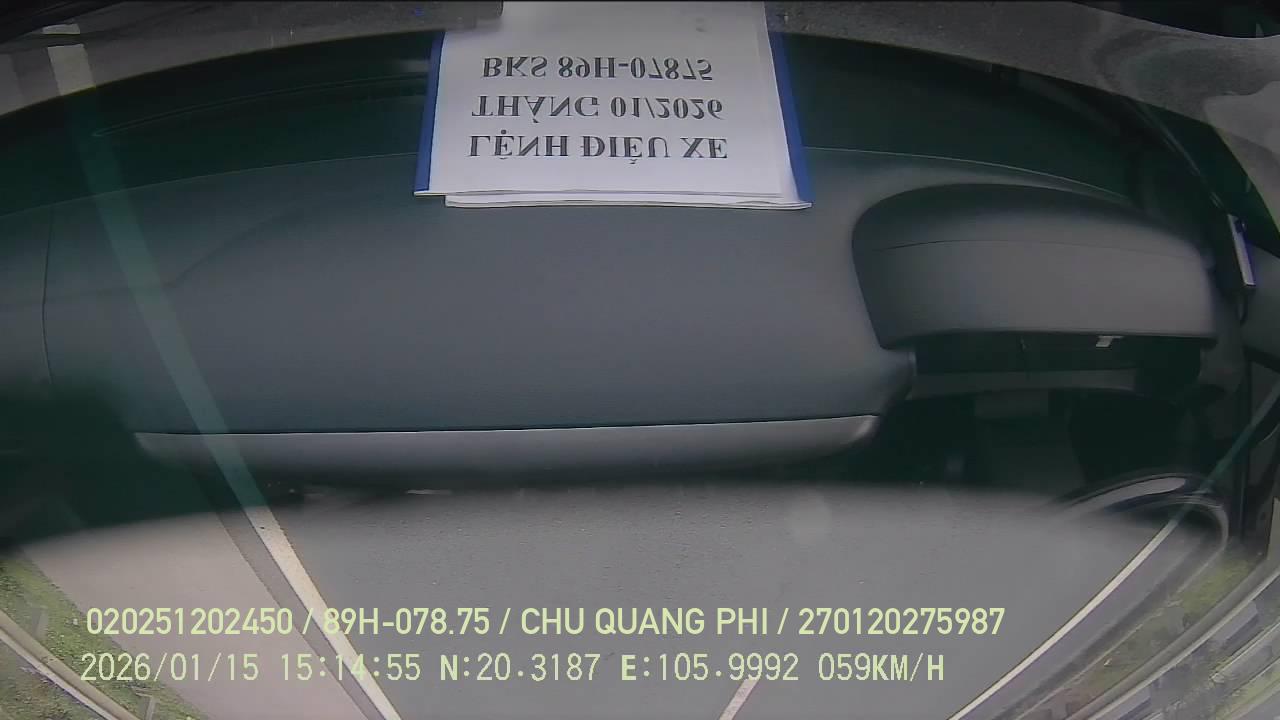 LỆNH ĐIỀU XE
THÁNG 01/2026
BKS 89H-07875
020251202450 / 89H-078.75 / CHU QUANG PHI / 270120275987
2026/01/15 15:14:55 N:20.3187 E:105.9992 059KM/H